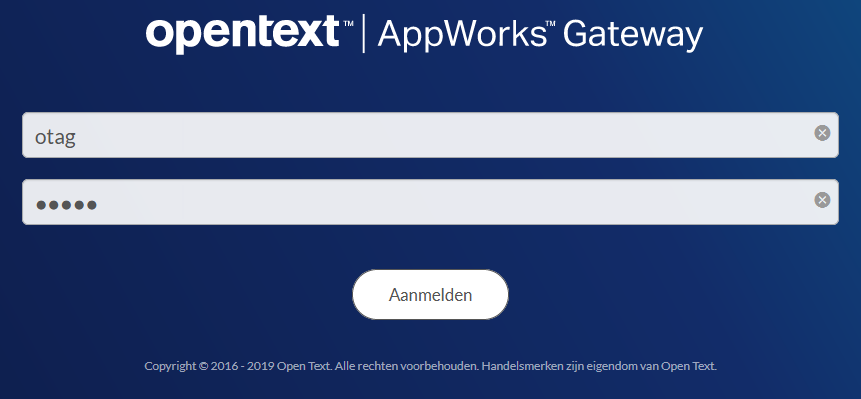 opentext™ | AppWorks™ Gateway
otag
•••••
Aanmelden
Copyright © 2016 - 2019 Open Text. Alle rechten voorbehouden. Handelsmerken zijn eigendom van Open Text.